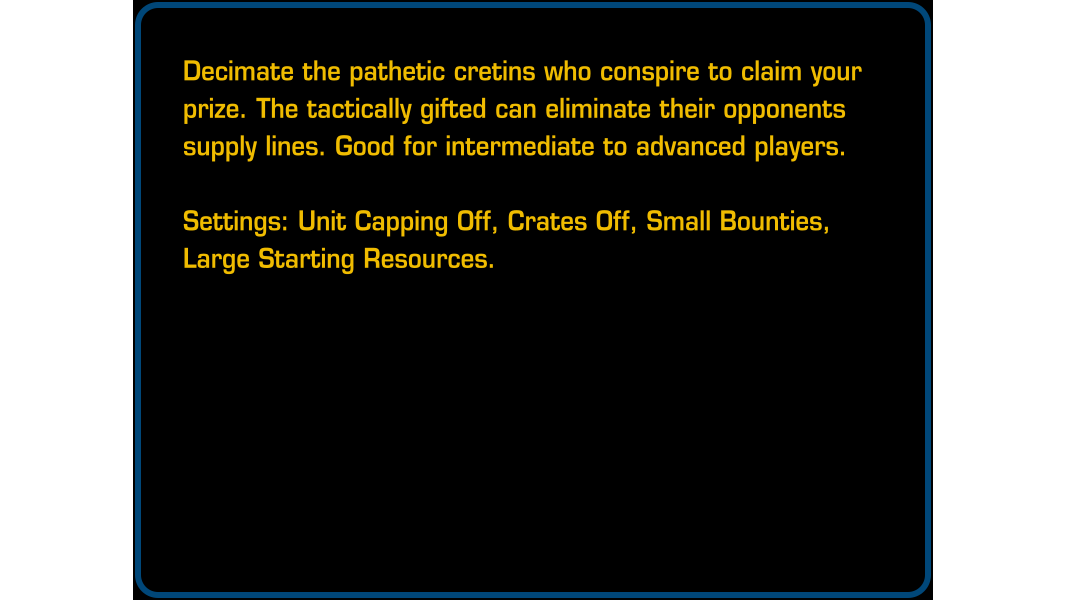 Decimate the pathetic cretins who conspire to claim your
prize. The tactically gifted can eliminate their opponents
supply lines. Good for intermediate to advanced players.
Settings: Unit Capping Off, Crates Off, Small Bounties,
Large Starting Resources.